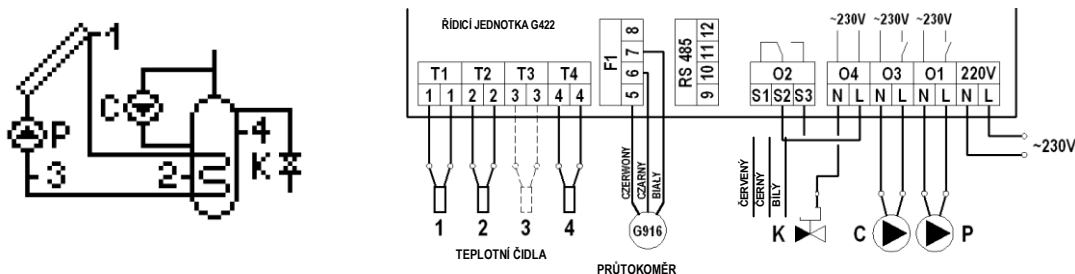 1
C
P
4
3
2
K
~230V ~230V ~230V
ŘÍDICÍ JEDNOTKA G422
F1
5 6 7 8
RS 485
9 10 11 12
T1 T2 T3 T4
1 1 2 2 3 3 4 4
O2 O4 O3 O1 220V
S1 S2 S3 N L N L N L N L
~230V
CZERWONY
CZARNY
BIAŁY
ČERVENÝ
ČERNÝ
BILÝ
1 2 3 4
G916
K C P
TEPLOTNÍ ČIDLA
PRŮTOKOMĚR